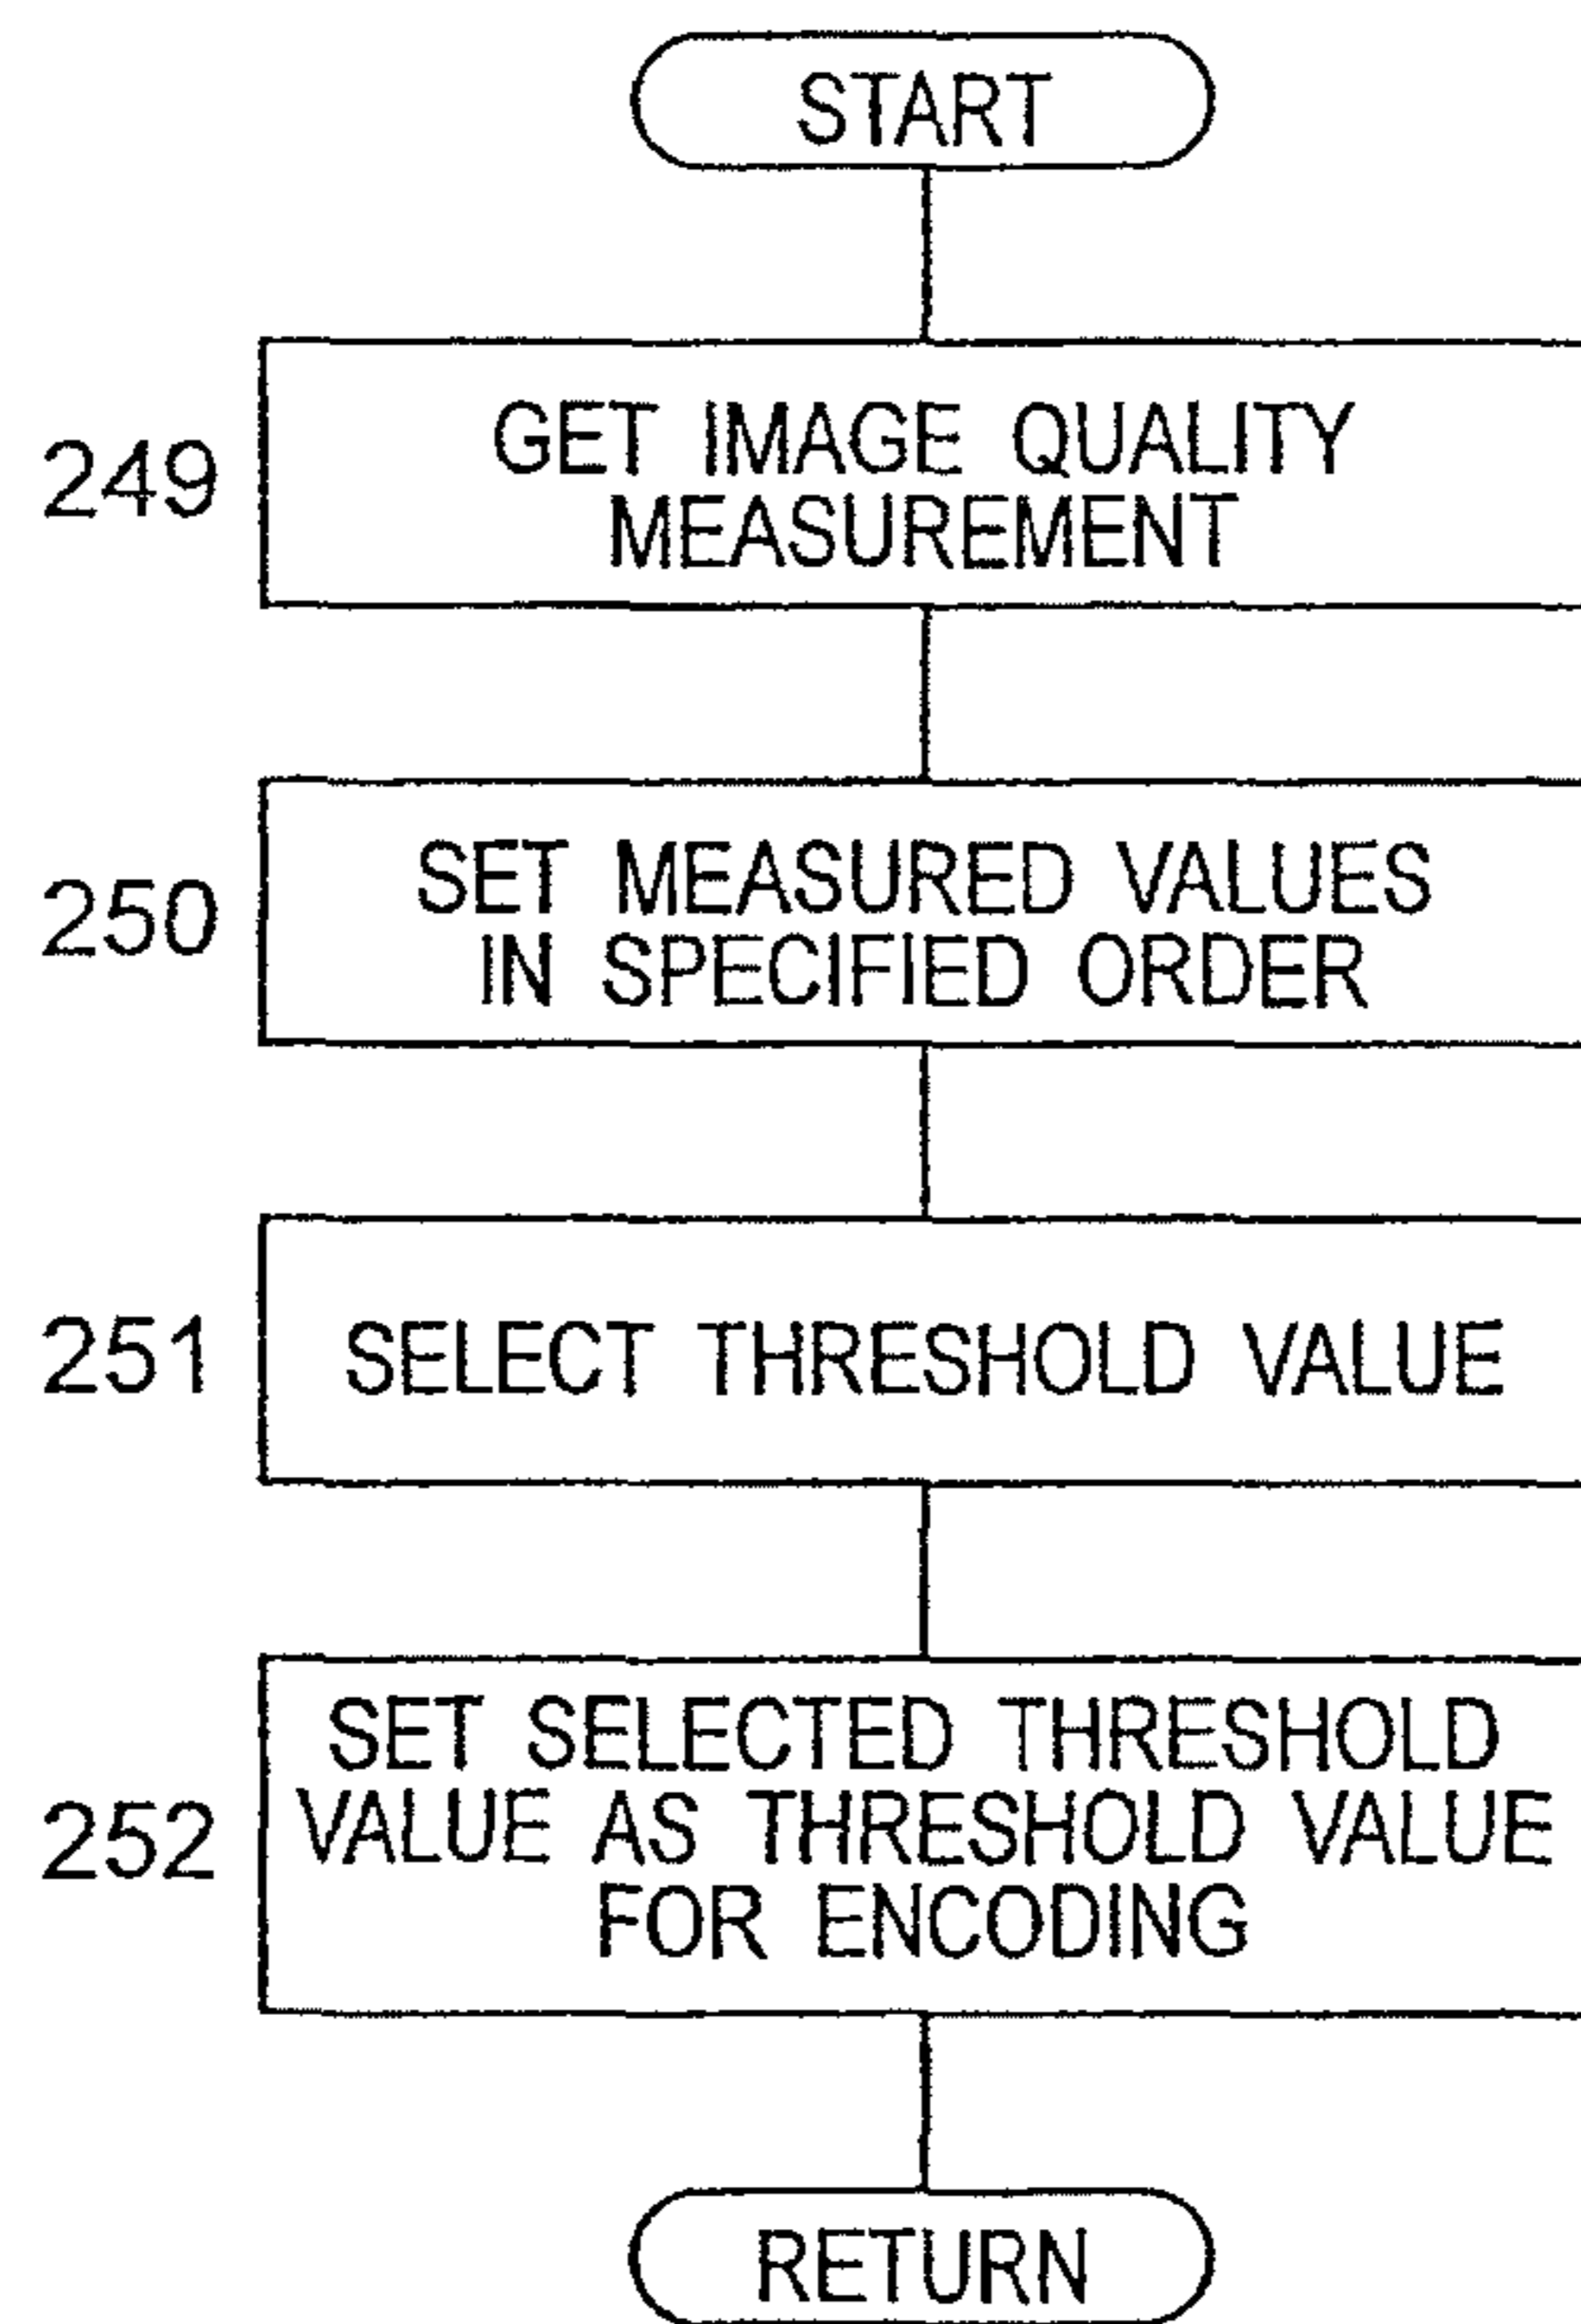 START
249
GET IMAGE QUALITY
MEASUREMENT
250
SET MEASURED VALUES
IN SPECIFIED ORDER
251
SELECT THRESHOLD VALUE
252
SET SELECTED THRESHOLD
VALUE AS THRESHOLD VALUE
FOR ENCODING
RETURN